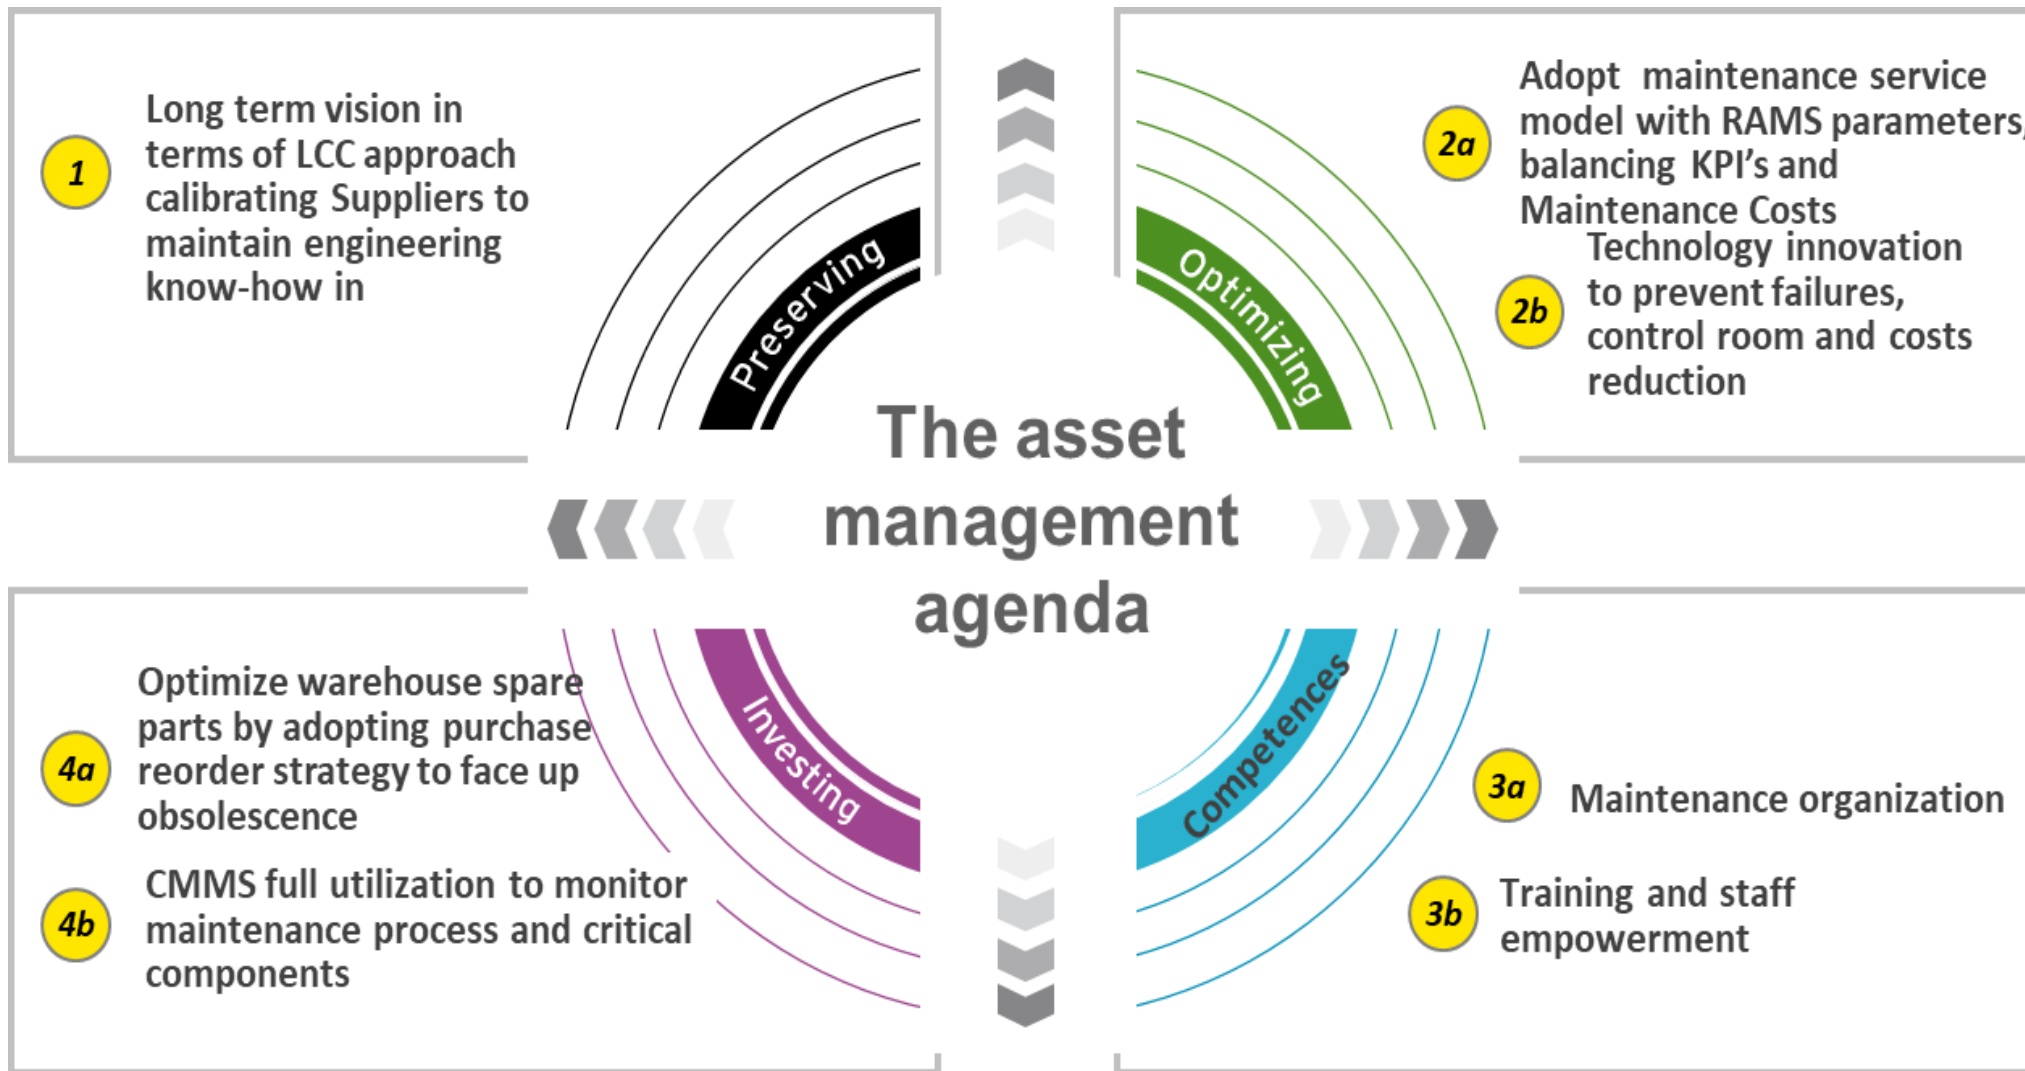 1
Long term vision in
terms of LCC approach
calibrating Suppliers to
maintain engineering
know-how in
Preserving
2a
Adopt maintenance service
model with RAMS parameters,
balancing KPI's and
Maintenance Costs
2b
Technology innovation
to prevent failures,
control room and costs
reduction
Optimizing
The asset
management
agenda
4a
Optimize warehouse spare
parts by adopting purchase
reorder strategy to face up
obsolescence
4b
CMMS full utilization to monitor
maintenance process and critical
components
Investing
Competences
3a
Maintenance organization
3b
Training and staff
empowerment